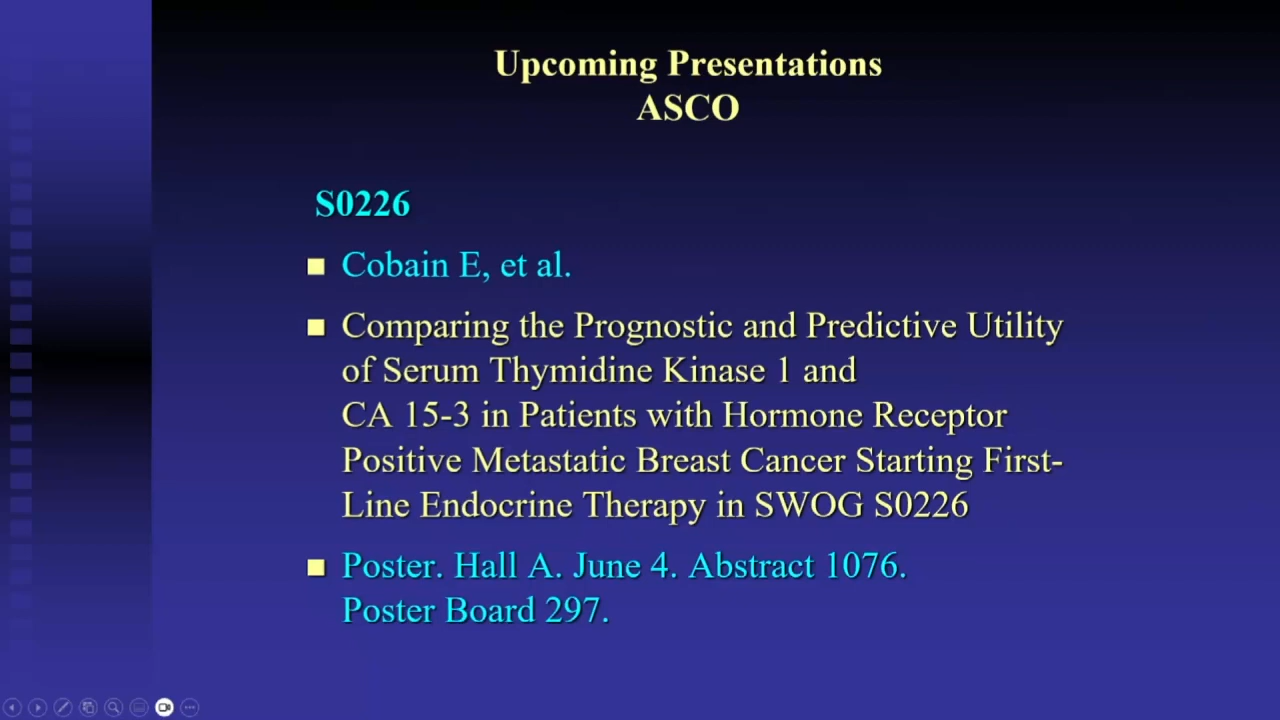 Upcoming Presentations
ASCO
S0226
Cobain E, et al.
Comparing the Prognostic and Predictive Utility
of Serum Thymidine Kinase 1 and
CA 15-3 in Patients with Hormone Receptor
Positive Metastatic Breast Cancer Starting First-
Line Endocrine Therapy in SWOG S0226
Poster. Hall A. June 4. Abstract 1076.
Poster Board 297.